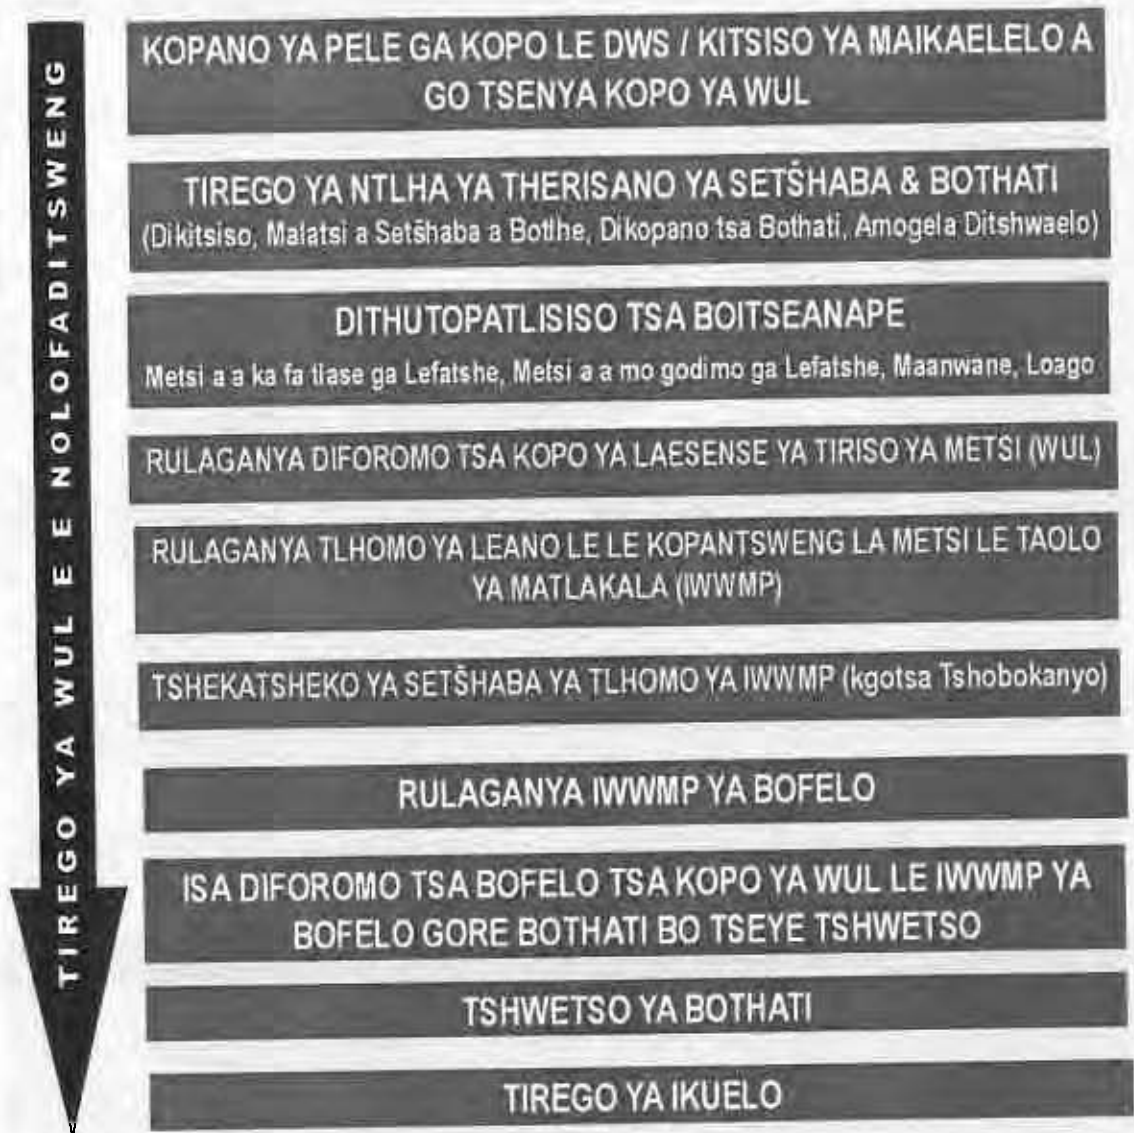 TIREGO YA WUL E E NOLOFADITSWENG
KOPANO YA PELE GA KOPO LE DWS / KITSISO YA MAIKAELELO A
GO TSENYA KOPO YA WUL
TIREGO YA NTLHA YA THERISANO YA SETŠHABA & BOTHATI
(Dikitsiso, Malatsi a Setšhaba a Botlhe, Dikopano tsa Bothati, Amogela Ditshwaelo)
DITHUTOPATLISISO TSA BOITSEANAPE
Metsi a a ka fa tlase ga Lefatshe, Metsi a a mo godimo ga Lefatshe, Maanwane, Loago
RULAGANYA DIFOROMO TSA KOPO YA LAESENSE YA TIRISO YA METSI (WUL)
RULAGANYA TLHOMO YA LEANO LE LE KOPANTSWENG LA METSI LE TAOLO
YA MATLAKALA (IWWMP)
TSHEKATSHEKO YA SETŠHABA YA TLHOMO YA IWWMP (kgotsa Tshobokanyo)
RULAGANYA IWWMP YA BOFELO
ISA DIFOROMO TSA BOFELO TSA KOPO YA WUL LE IWWMP YA
BOFELO GORE BOTHATI BO TSEYE TSHWETSO
TSHWETSO YA BOTHATI
TIREGO YA IKUELO